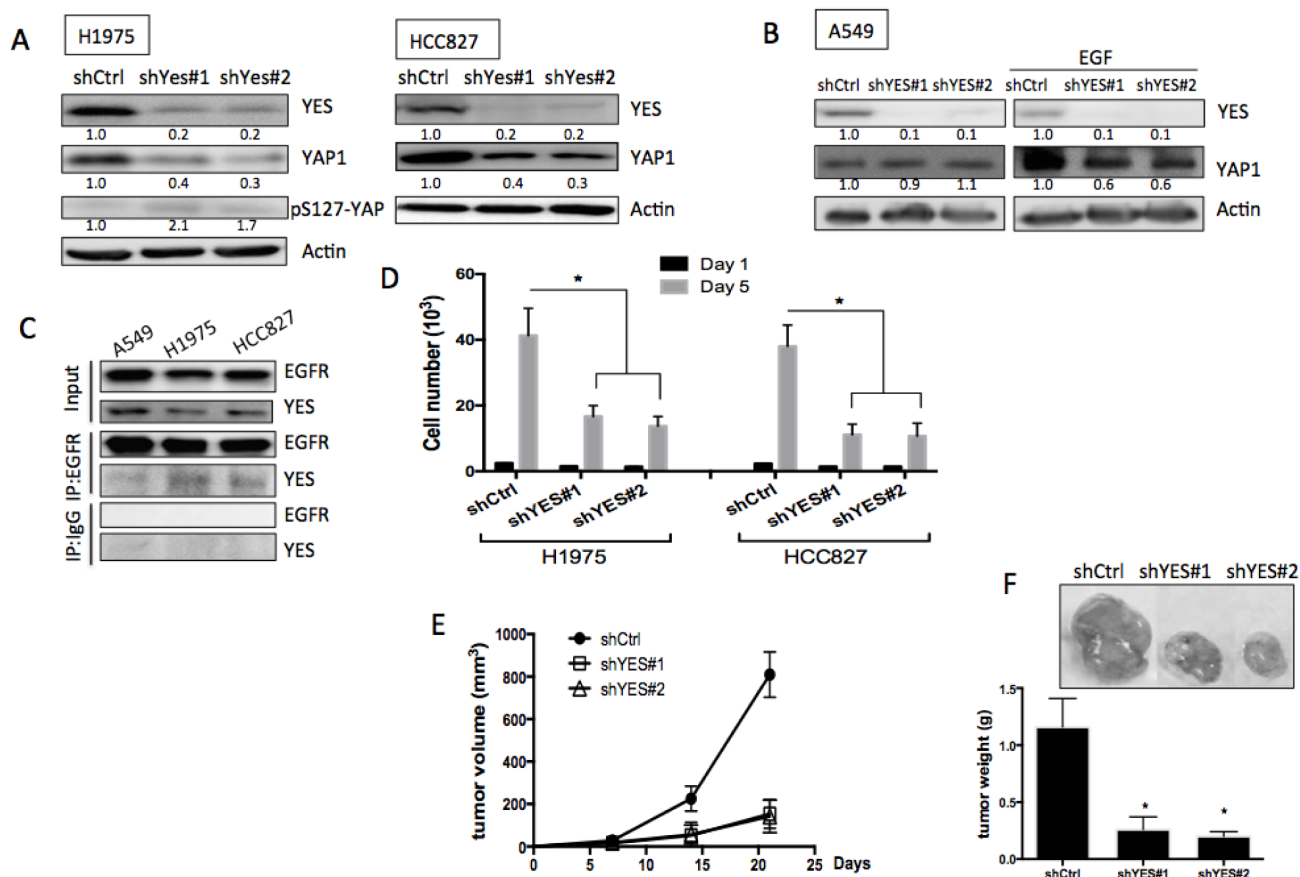 A
H1975
shCtrl shYes#1 shYes#2
YES
1.0 0.2 0.2
YAP1
1.0 0.4 0.3
pS127-YAP
1.0 2.1 1.7
Actin
HCC827
shCtrl shYes#1 shYes#2
YES
1.0 0.2 0.2
YAP1
1.0 0.4 0.3
Actin
B
A549
EGF
shCtrl shYES#1 shYES#2 shCtrl shYES#1 shYES#2
YES
1.0 0.1 0.1 1.0 0.1 0.1
YAP1
1.0 0.9 1.1 1.0 0.6 0.6
Actin
C
A549 H1975 HCC827
Input
EGFR
YES
IP:EGFR
EGFR
YES
IP:IgG
EGFR
YES
D
Day 1
Day 5
Cell number (10³)
60
40
20
0
*
*
shCtrl shYES#1 shYES#2 shCtrl shYES#1 shYES#2
H1975 HCC827
E
shCtrl
shYES#1
shYES#2
tumor volume (mm³)
1000
800
600
400
200
0
0 5 10 15 20 25 Days
F
shCtrl shYES#1 shYES#2
tumor weight (g)
1.5
1.0
0.5
0.0
* *
shCtrl shYES#1 shYES#2